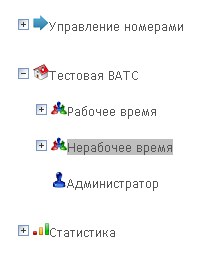 Управление номерами
Тестовая ВАТС
Рабочее время
Нерабочее время
Администратор
Статистика